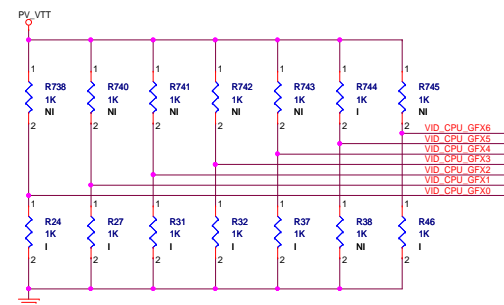 PV_VTT
1 1 1 1 1 1 1
R738 R740 R741 R742 R743 R744 R745
1K 1K 1K 1K 1K 1K 1K
NI NI NI NI NI I NI
2 2 2 2 2 2 2
VID_CPU_GFX6
VID_CPU_GFX5
VID_CPU_GFX4
VID_CPU_GFX3
VID_CPU_GFX2
VID_CPU_GFX1
VID_CPU_GFX0
1 1 1 1 1 1 1
R24 R27 R31 R32 R37 R38 R46
1K 1K 1K 1K 1K 1K 1K
I I I I I NI I
2 2 2 2 2 2 2